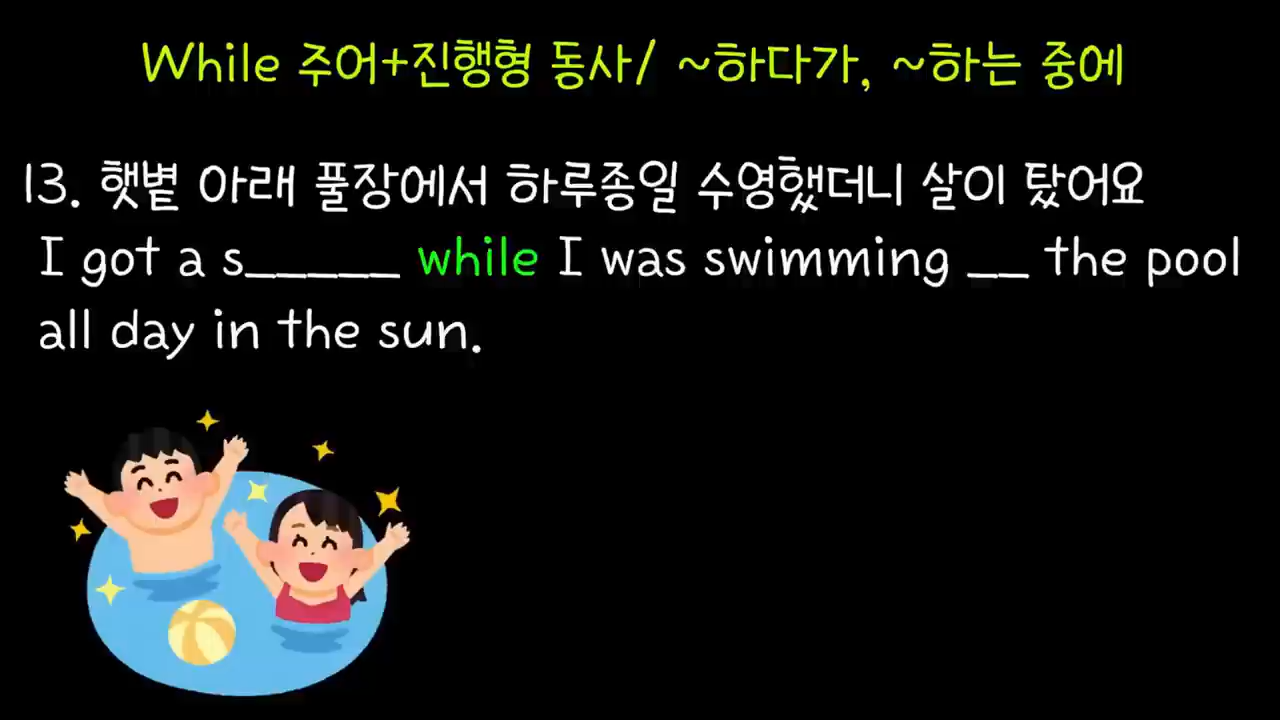 While 주어+진행형 동사/ ~하다가, ~하는 중에
13. 햇볕 아래 풀장에서 하루종일 수영했더니 살이 탔어요
I got a s_____ while I was swimming __ the pool
all day in the sun.